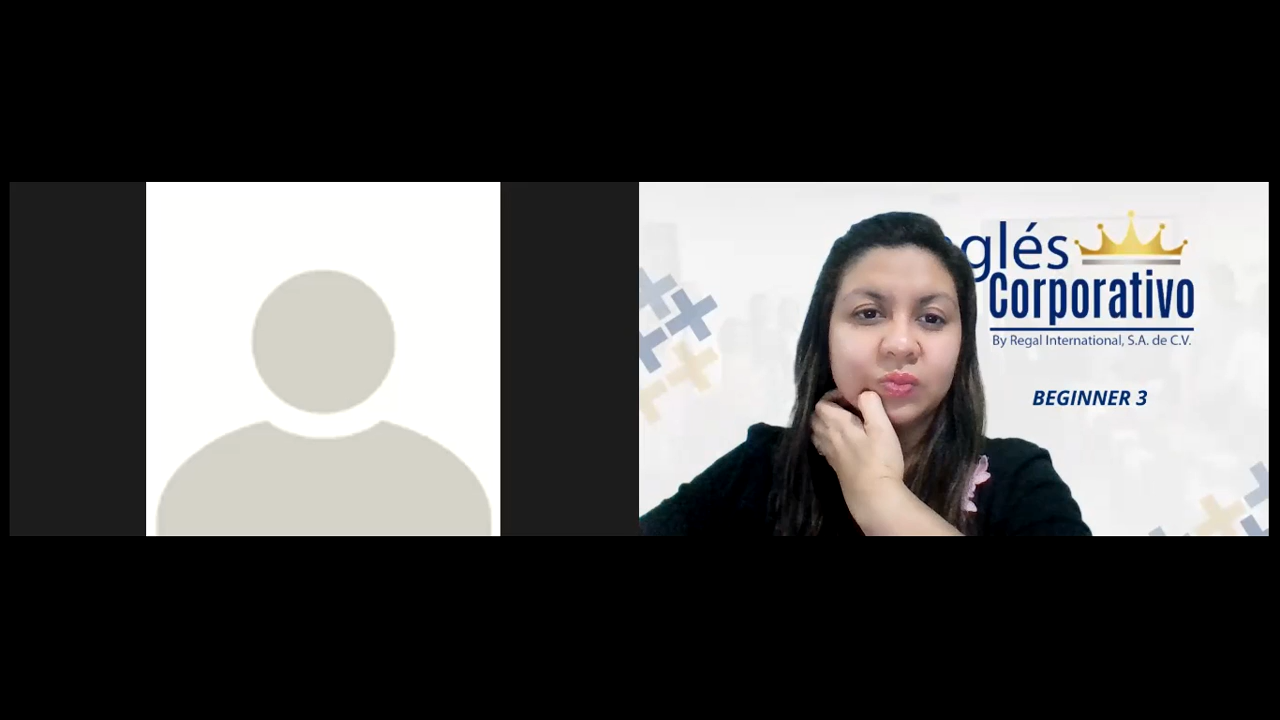 glés
Corporativo
By Regal International, S.A. de C.V.
BEGINNER 3